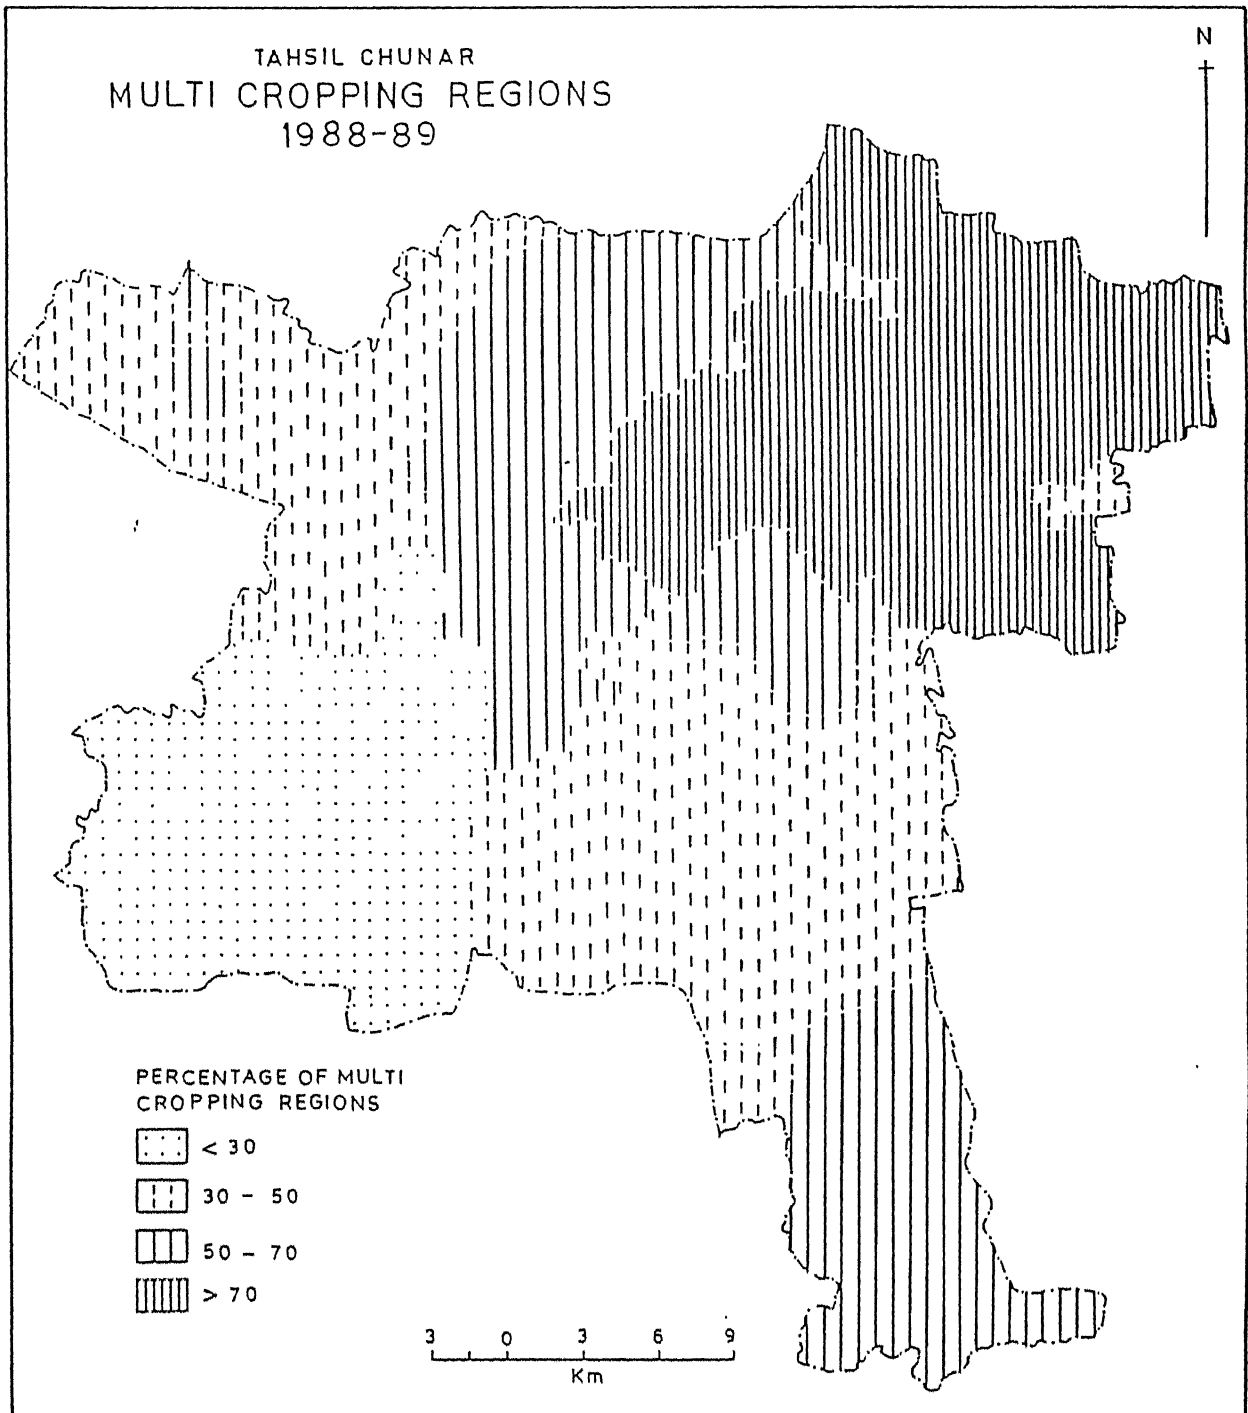 TAHSIL CHUNAR
MULTI CROPPING REGIONS
1988-89
N
PERCENTAGE OF MULTI
CROPPING REGIONS
< 30
30 - 50
50 - 70
> 70
3 0 3 6 9
Km